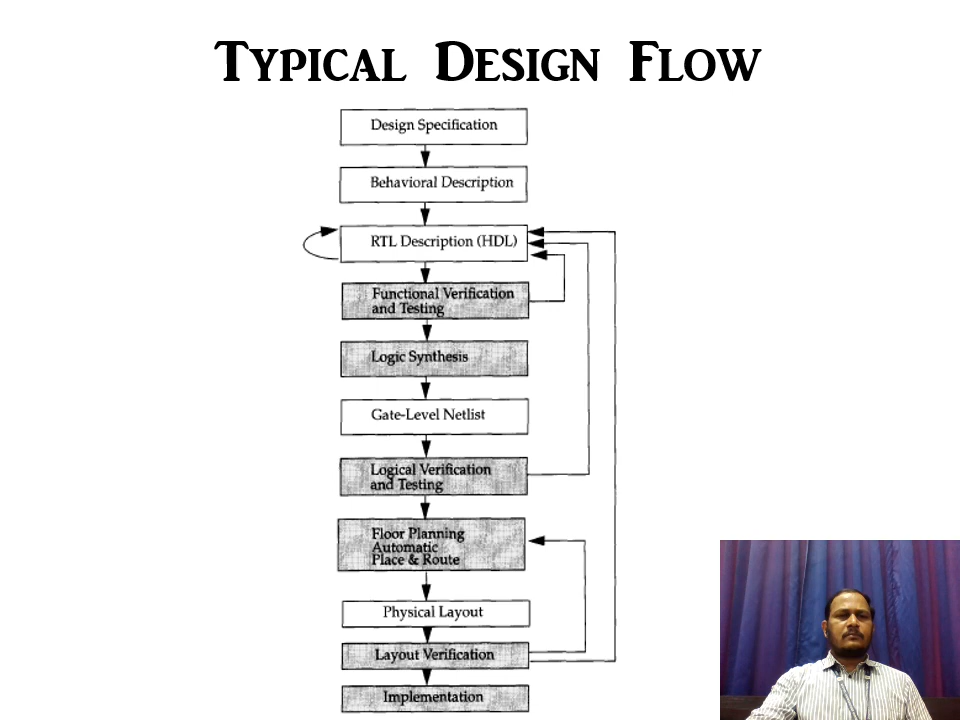 TYPICAL DESIGN FLOW
Design Specification
Behavioral Description
RTL Description (HDL)
Functional Verification
and Testing
Logic Synthesis
Gate-Level Netlist
Logical Verification
and Testing
Floor Planning
Automatic
Place & Route
Physical Layout
Layout Verification
Implementation